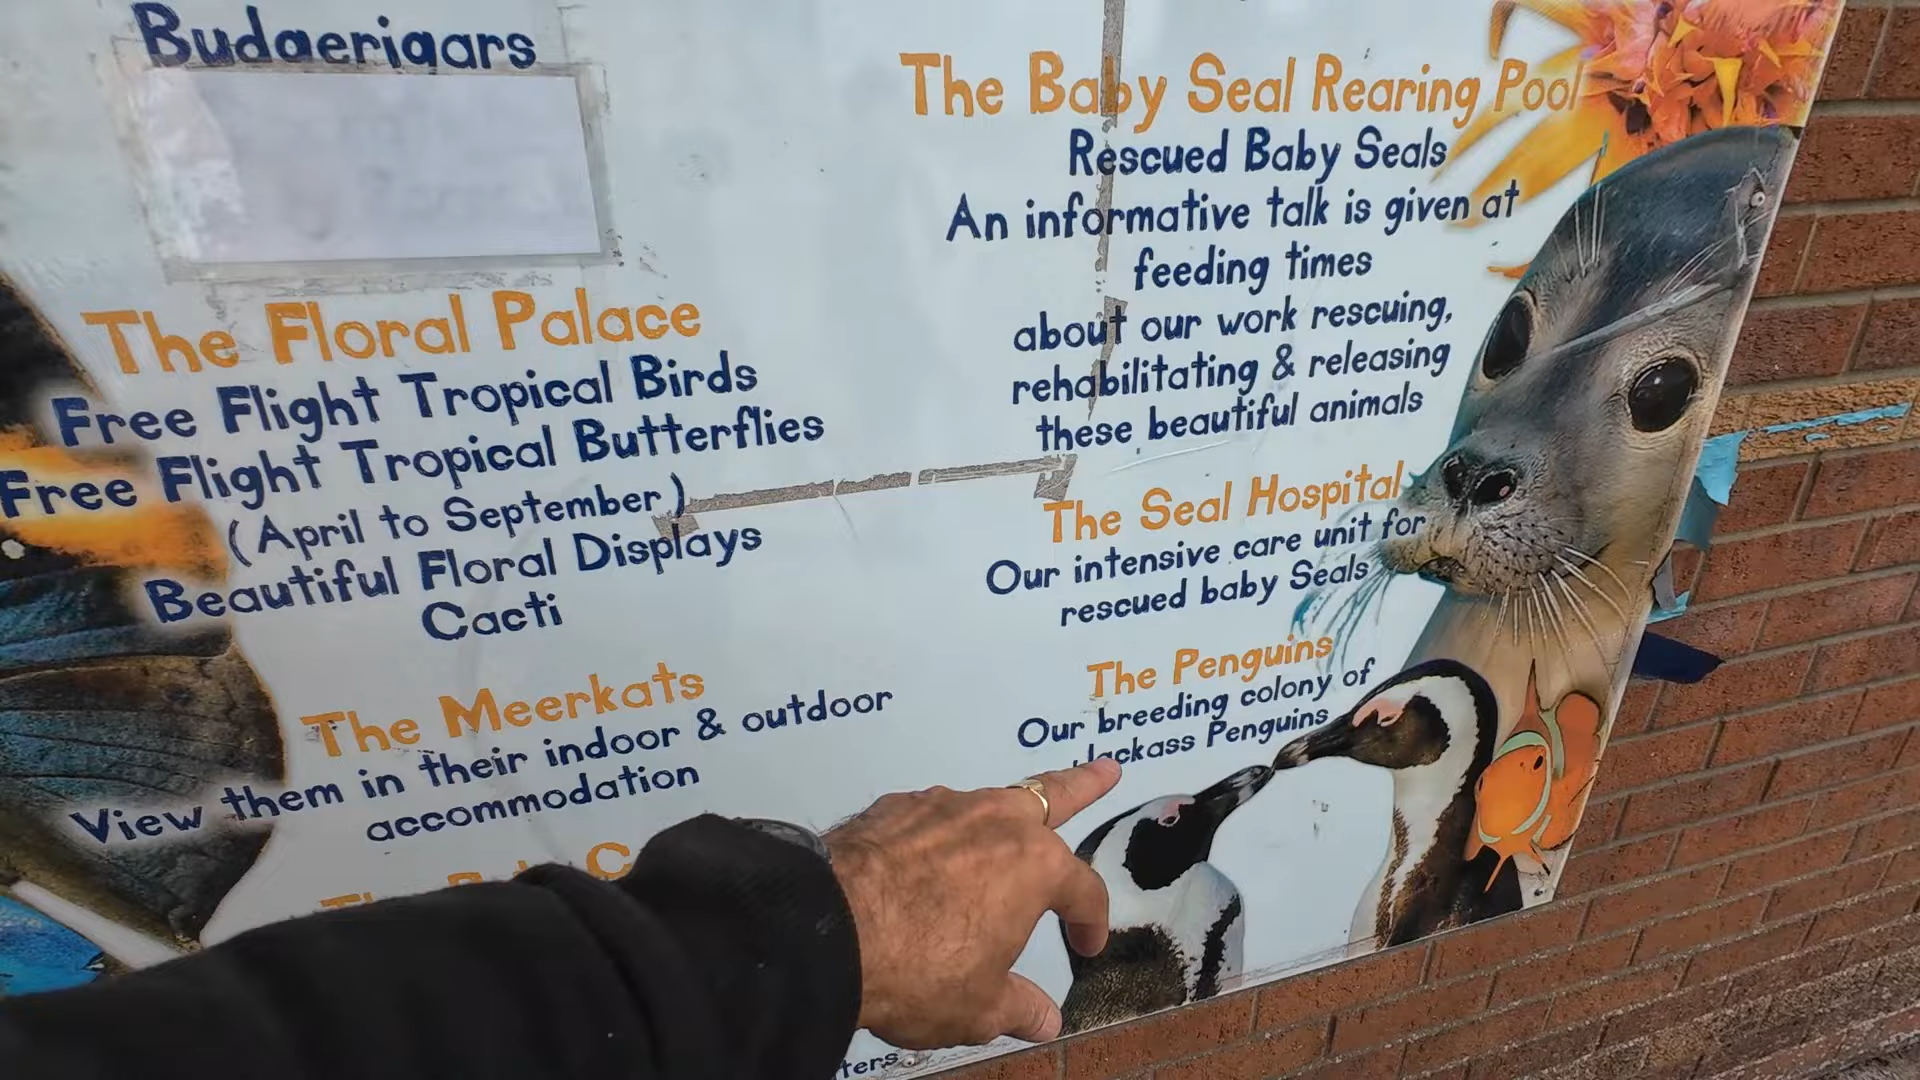 Budgerigars
The Floral Palace
Free Flight Tropical Birds
Free Flight Tropical Butterflies
(April to September)
Beautiful Floral Displays
Cacti
The Meerkats
View them in their indoor & outdoor
accommodation
The Baby Seal Rearing Pool
Rescued Baby Seals
An informative talk is given at
feeding times
about our work rescuing,
rehabilitating & releasing
these beautiful animals
The Seal Hospital
Our intensive care unit for
rescued baby Seals
The Penguins
Our breeding colony of
Jackass Penguins